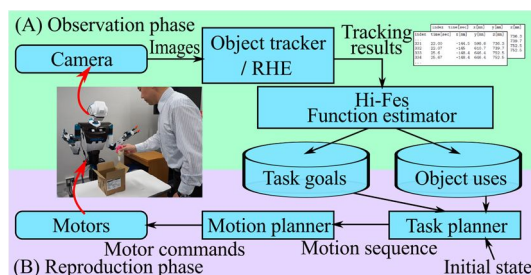 (A) Observation phase
Camera
Images
Object tracker
/ RHE
Tracking
results
Hi-Fes
Function estimator
Task goals
Object uses
Motors
Motion planner
Task planner
Motor commands
Motion sequence
(B) Reproduction phase
Initial state